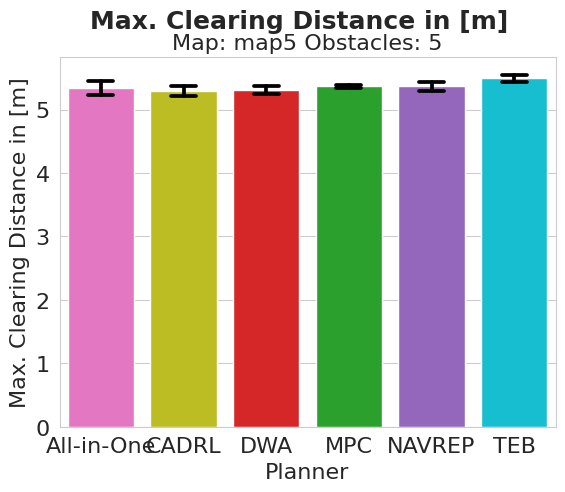 Max. Clearing Distance in [m]
Map: map5 Obstacles: 5
Max. Clearing Distance in [m]
5
4
3
2
1
0
All-in-One CADRL DWA MPC NAVREP TEB
Planner